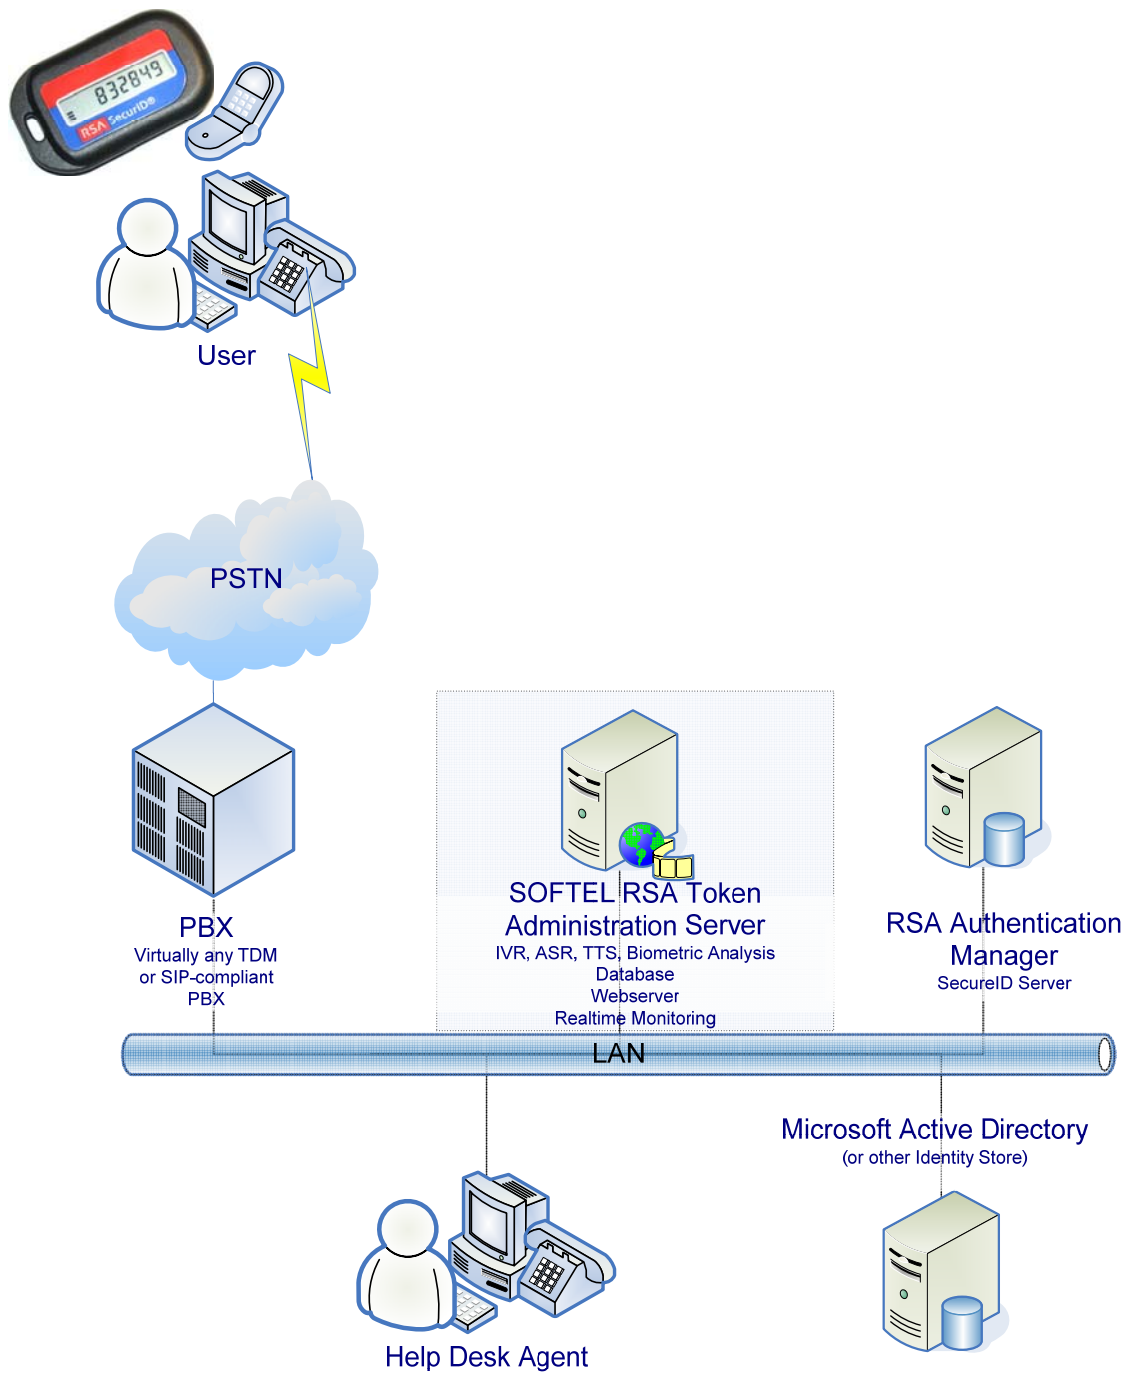 832849
RSA SecurID®
User
PSTN
PBX
Virtually any TDM
or SIP-compliant
PBX
SOFTEL RSA Token
Administration Server
IVR, ASR, TTS, Biometric Analysis
Database
Webserver
Realtime Monitoring
RSA Authentication
Manager
SecureID Server
LAN
Microsoft Active Directory
(or other Identity Store)
Help Desk Agent